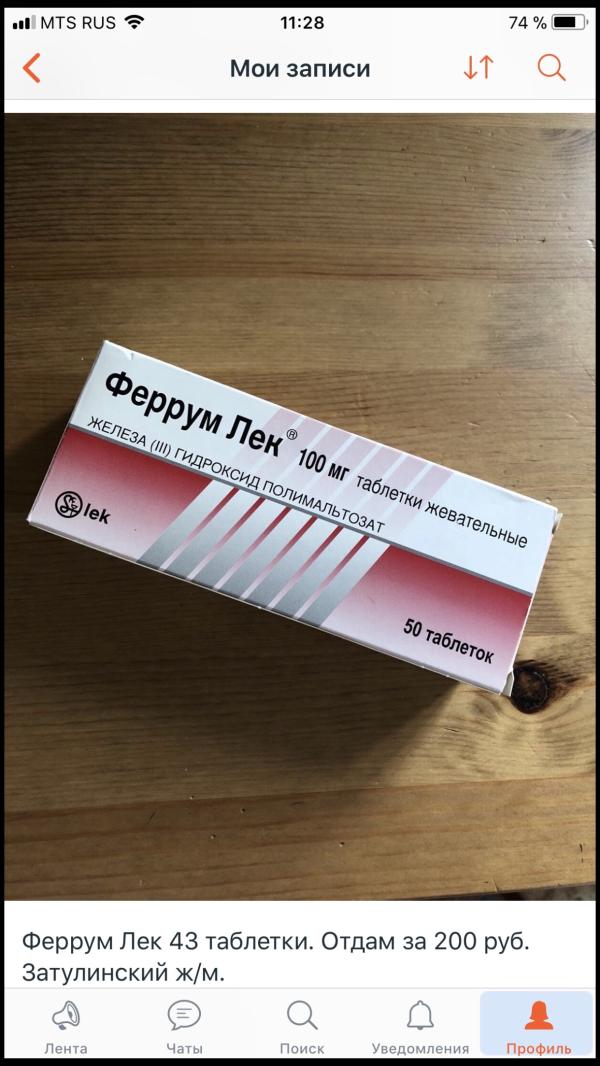 MTS RUS
11:28
74 %
Мои записи
Феррум Лек® 100 мг таблетки жевательные
ЖЕЛЕЗА (III) ГИДРОКСИД ПОЛИМАЛЬТОЗАТ
lek
50 таблеток
Феррум Лек 43 таблетки. Отдам за 200 руб.
Затулинский ж/м.
Лента
Чаты
Поиск
Уведомления
Профиль